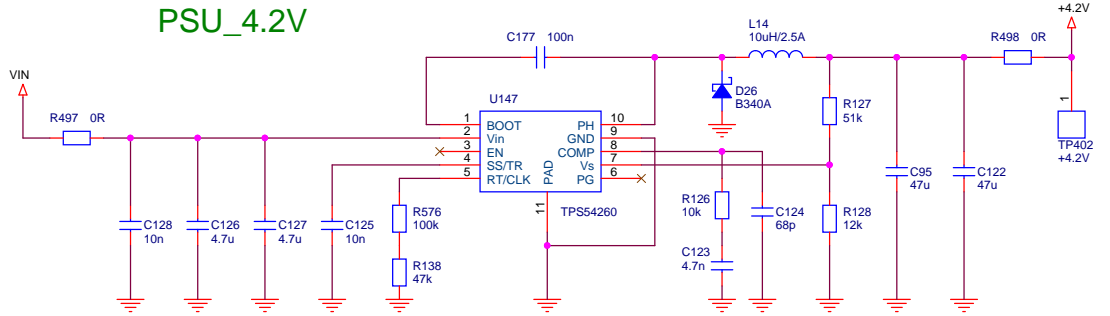 PSU_4.2V
+4.2V
L14
10uH/2.5A
C177 100n
R498 0R
VIN
D26
B340A
U147
R497 0R
R127
51k
1
TP402
+4.2V
1 BOOT PH 10
2 Vin GND 9
3 EN COMP 8
4 SS/TR Vs 7
5 RT/CLK PG 6
PAD
11
TPS54260
C95
47u
C122
47u
R126
10k
C124
68p
R128
12k
R576
100k
C128
10n
C126
4.7u
C127
4.7u
C125
10n
C123
4.7n
R138
47k